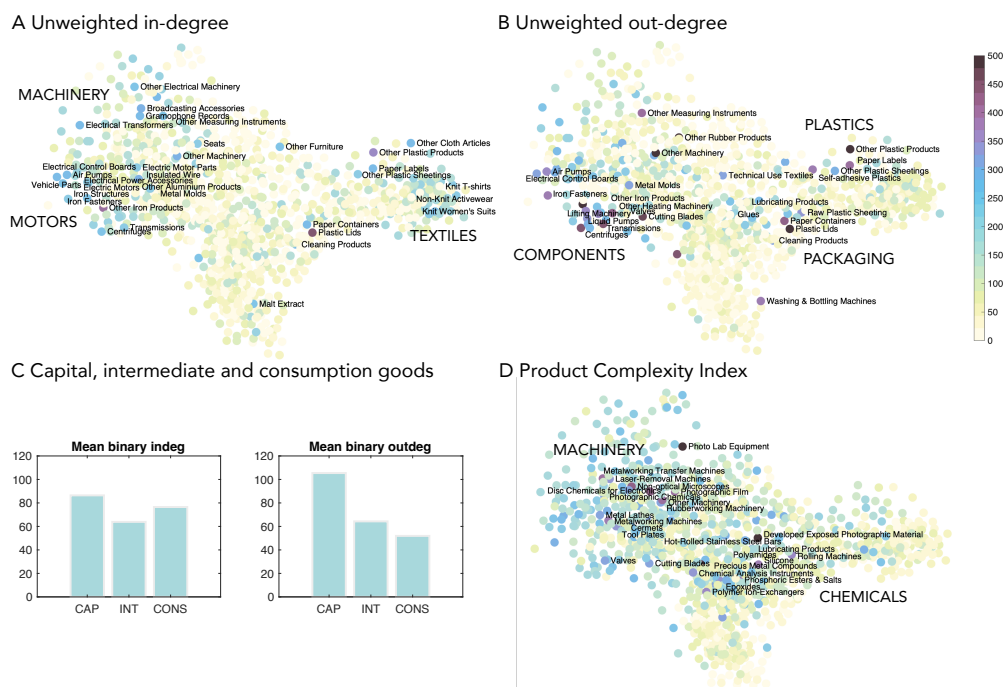 A Unweighted in-degree
MACHINERY
Other Electrical Machinery
Broadcasting Accessories
Gramophone Records
Electrical Transformers
Other Measuring Instruments
Seats
Other Furniture
Other Cloth Articles
Other Machinery
Other Plastic Products
Electrical Control Boards
Electric Motor Parts
Paper Labels
Air Pumps
Insulated Wire
Other Plastic Sheetings
Electrical Power Accessories
Vehicle Parts
Electric Motors
Other Aluminium Products
Knit T-shirts
Iron Structures
Metal Molds
Non-Knit Activewear
Iron Fasteners
Other Iron Products
Knit Women's Suits
MOTORS
Transmissions
Centrifuges
Paper Containers
Plastic Lids
TEXTILES
Cleaning Products
Malt Extract
B Unweighted out-degree
Other Measuring Instruments
PLASTICS
Other Rubber Products
Other Machinery
Other Plastic Products
Paper Labels
Air Pumps
Technical Use Textiles
Other Plastic Sheetings
Electrical Control Boards
Self-adhesive Plastics
Metal Molds
Iron Fasteners
Other Iron Products
Lubricating Products
Other Heating Machinery
Lifting Machinery
Valves
Glues
Raw Plastic Sheeting
Cutting Blades
Liquid Pumps
Paper Containers
Transmissions
Plastic Lids
Centrifuges
Cleaning Products
COMPONENTS
PACKAGING
Washing & Bottling Machines
500
450
400
350
300
250
200
150
100
50
0
C Capital, intermediate and consumption goods
Mean binary indeg
120
100
80
60
40
20
0
CAP INT CONS
Mean binary outdeg
120
100
80
60
40
20
0
CAP INT CONS
D Product Complexity Index
MACHINERY
Photo Lab Equipment
Metalworking Transfer Machines
Laser-Removal Machines
Non-optical Microscopes
Disc Chemicals for Electronics
Photographic Film
Photographic Chemicals
Other Machinery
Rubberworking Machinery
Metal Lathes
Metalworking Machines
Cermets
Tool Plates
Developed Exposed Photographic Material
Hot-Rolled Stainless Steel Bars
Lubricating Products
Polyamides
Rolling Machines
Silicone
Valves
Cutting Blades
Precious Metal Compounds
Chemical Analysis Instruments
Phosphoric Esters & Salts
Epoxides
Polymer Ion-Exchangers
CHEMICALS